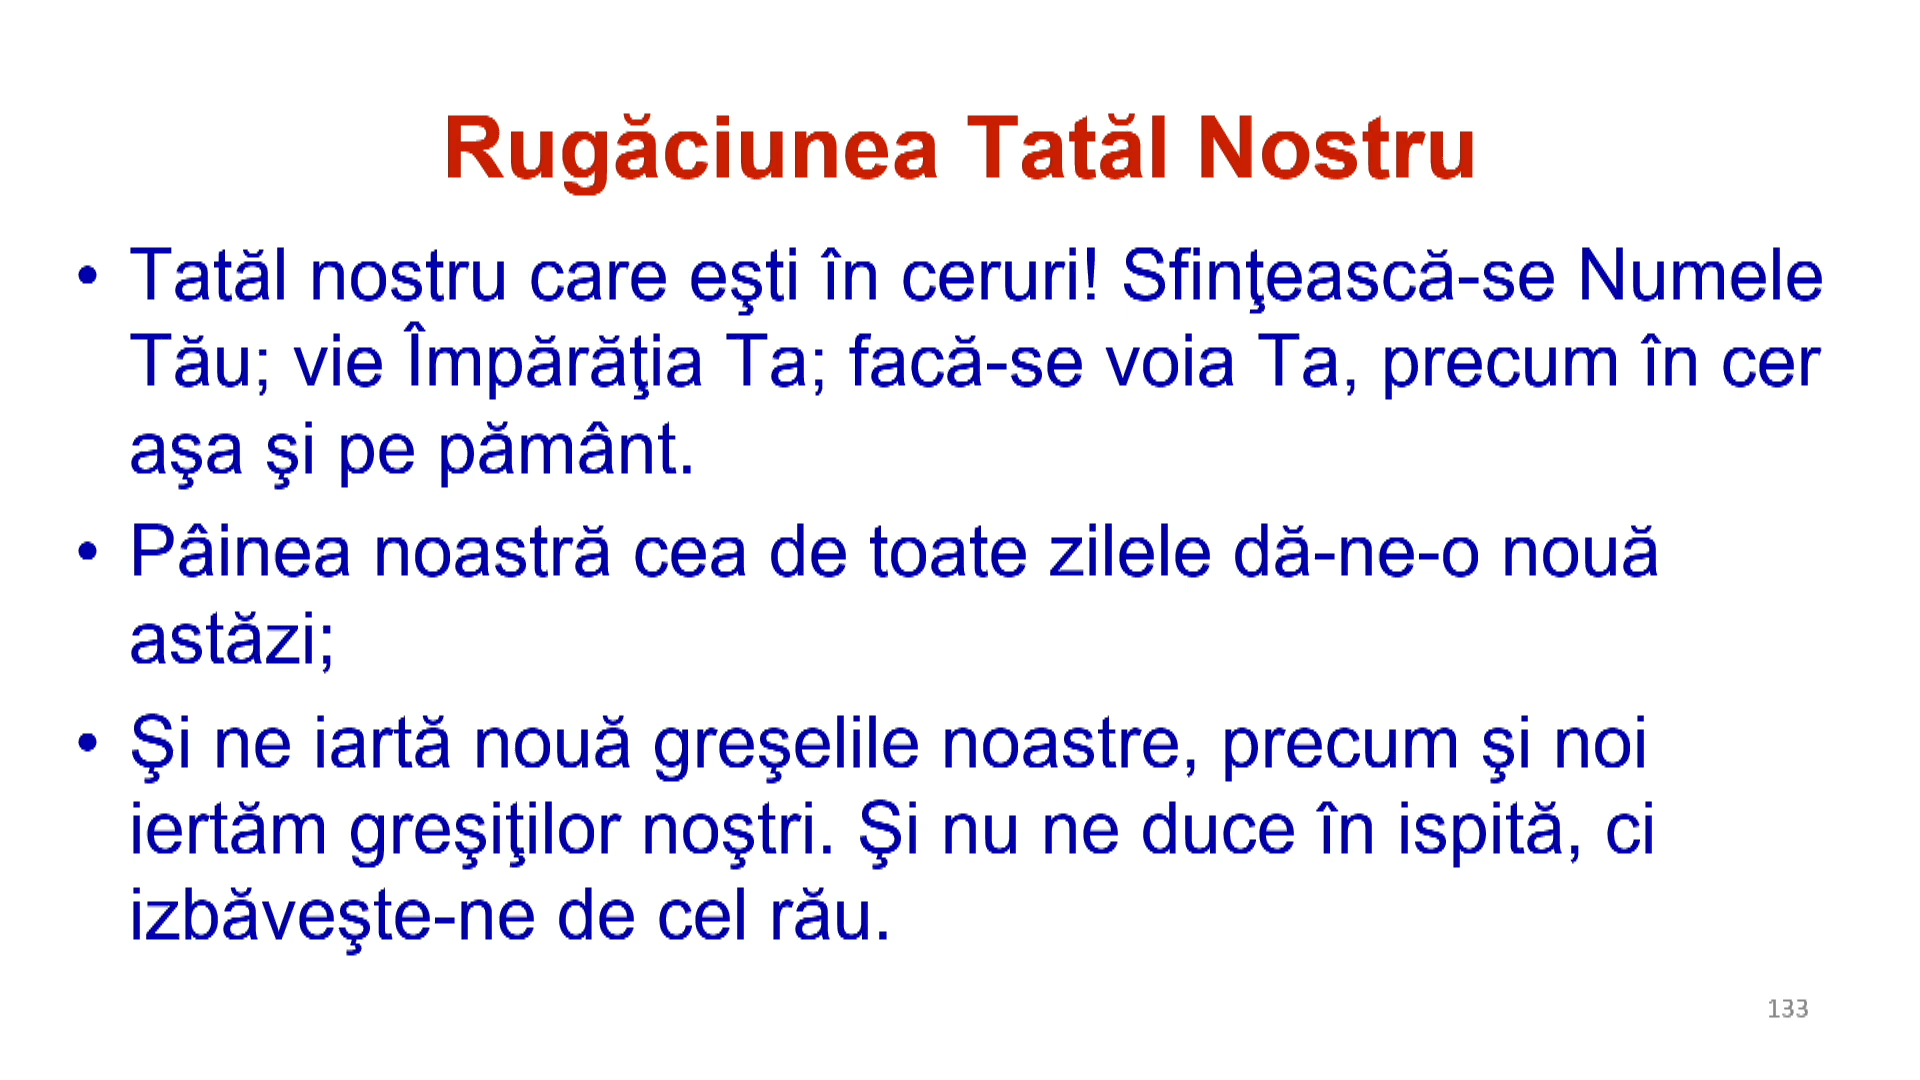 Rugăciunea Tatăl Nostru
• Tatăl nostru care eşti în ceruri! Sfinţească-se Numele
Tău; vie Împărăţia Ta; facă-se voia Ta, precum în cer
aşa şi pe pământ.
• Pâinea noastră cea de toate zilele dă-ne-o nouă
astăzi;
• Şi ne iartă nouă greşelile noastre, precum şi noi
iertăm greşiţilor noştri. Şi nu ne duce în ispită, ci
izbăveşte-ne de cel rău.
133